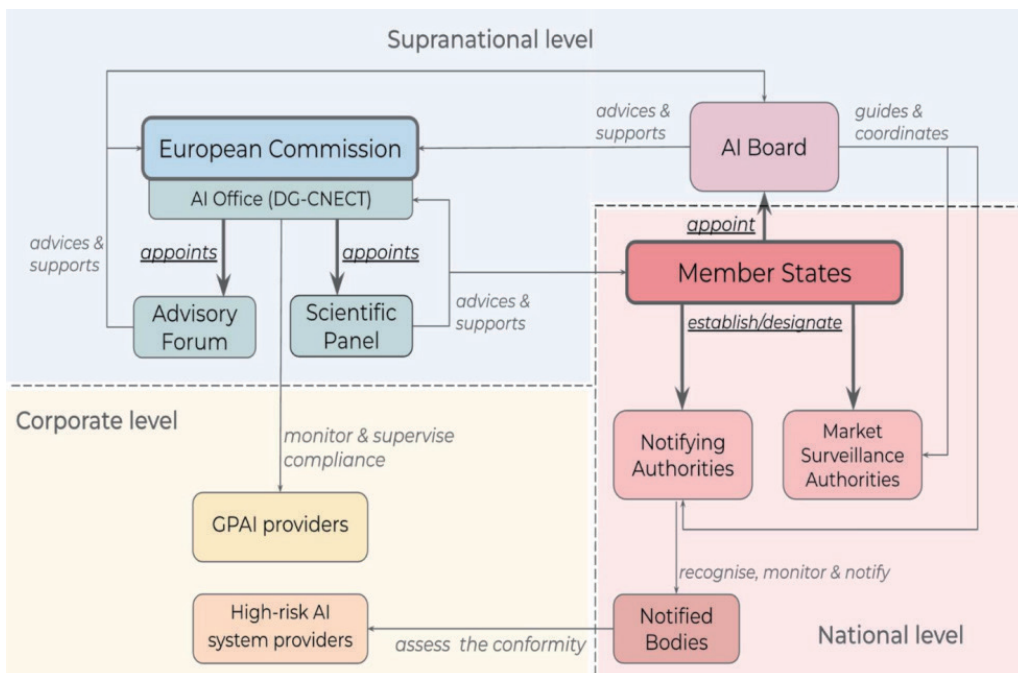 Supranational level
advices &
supports
guides &
coordinates
European Commission
AI Board
AI Office (DG-CNECT)
advices &
supports
appoints
appoints
appoint
Member States
Advisory
Forum
Scientific
Panel
advices &
supports
establish/designate
Corporate level
monitor & supervise
compliance
Notifying
Authorities
Market
Surveillance
Authorities
GPAI providers
recognise, monitor & notify
High-risk AI
system providers
assess the conformity
Notified
Bodies
National level